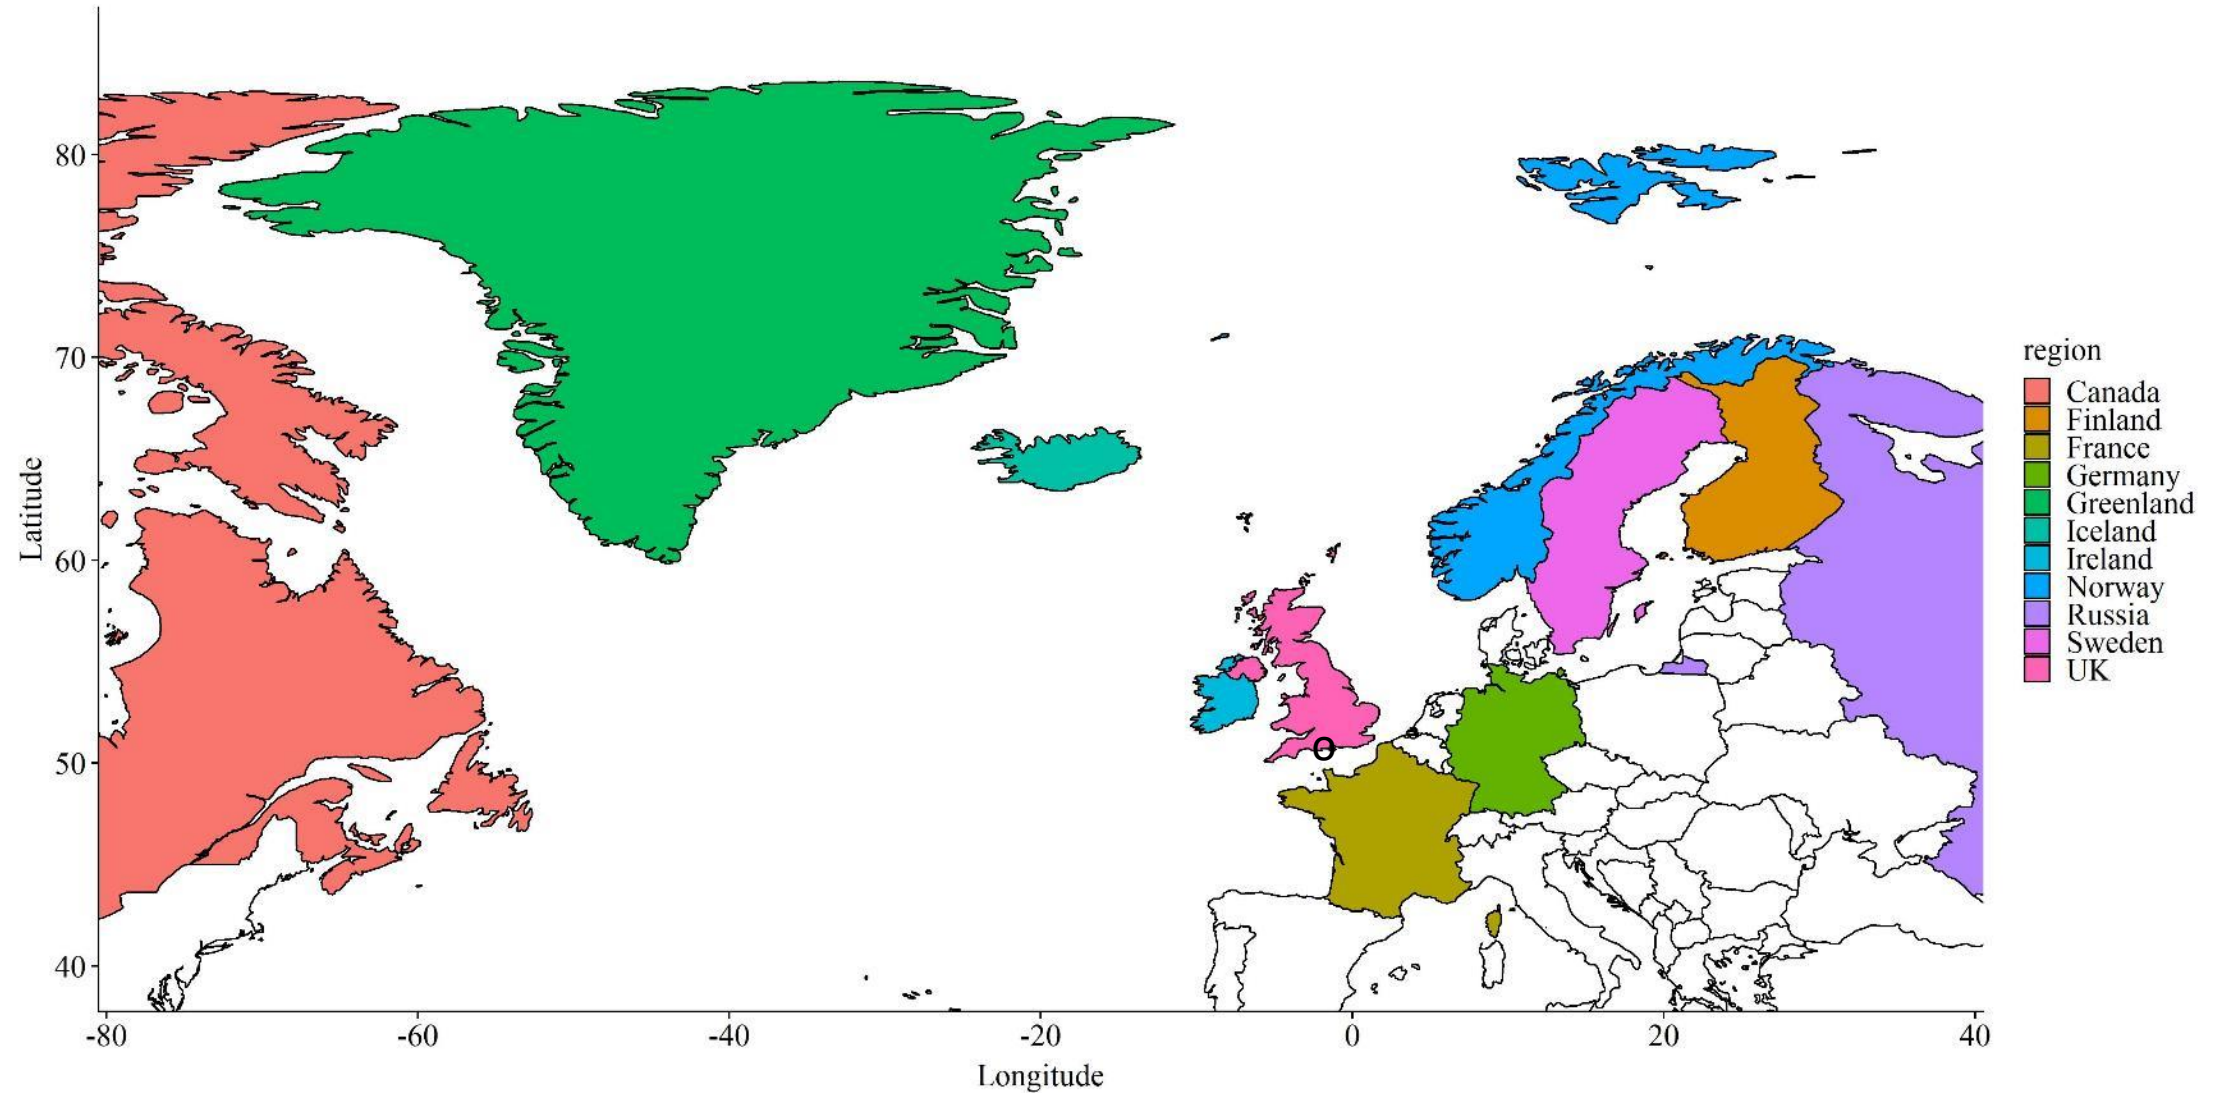 80
70
60
50
40
Latitude
-80 -60 -40 -20 0 20 40
Longitude
region
Canada
Finland
France
Germany
Greenland
Iceland
Ireland
Norway
Russia
Sweden
UK